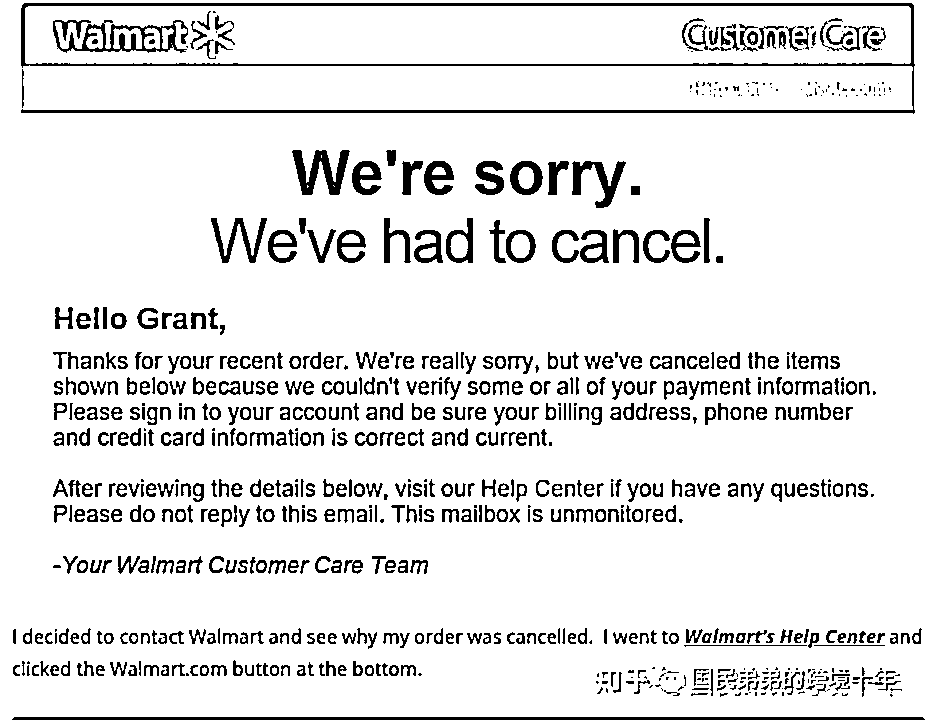 Walmart
Customer Care
We're sorry.
We've had to cancel.
Hello Grant,
Thanks for your recent order. We're really sorry, but we've canceled the items
shown below because we couldn't verify some or all of your payment information.
Please sign in to your account and be sure your billing address, phone number
and credit card information is correct and current.
After reviewing the details below, visit our Help Center if you have any questions.
Please do not reply to this email. This mailbox is unmonitored.
-Your Walmart Customer Care Team
I decided to contact Walmart and see why my order was cancelled. I went to Walmart's Help Center and
clicked the Walmart.com button at the bottom.
知乎 国民弟弟的跨境十年